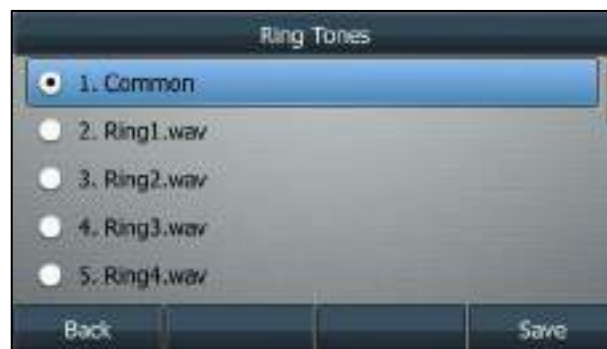 Ring Tones
1. Common
2. Ring1.wav
3. Ring2.wav
4. Ring3.wav
5. Ring4.wav
Back Save